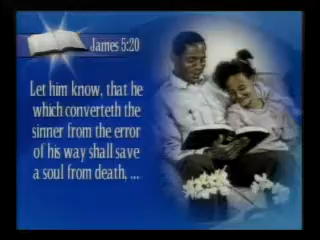 James 5:20
Let him know, that he
which converteth the
sinner from the error
of his way shall save
a soul from death, ...